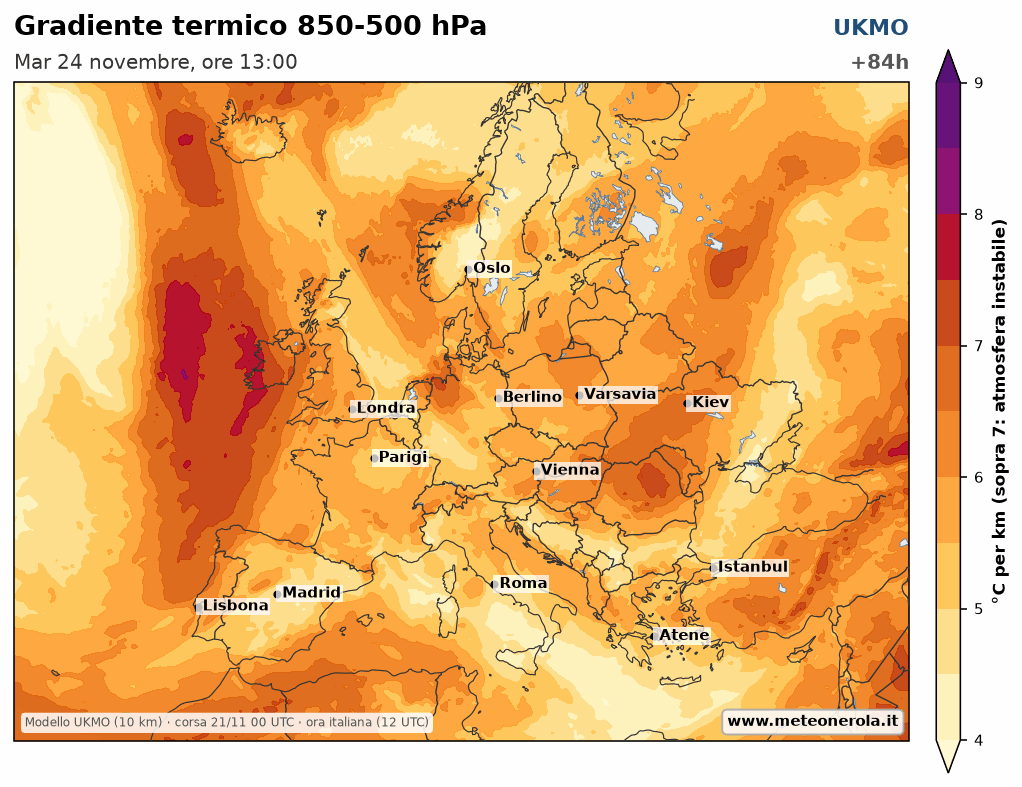 Gradiente termico 850-500 hPa
UKMO
Mar 24 novembre, ore 13:00
+84h
9
8
7
6
5
4
°C per km (sopra 7: atmosfera instabile)
Oslo
Berlino
Varsavia
Kiev
Londra
Parigi
Vienna
Istanbul
Roma
Madrid
Lisbona
Atene
Modello UKMO (10 km) · corsa 21/11 00 UTC · ora italiana (12 UTC)
www.meteonerola.it